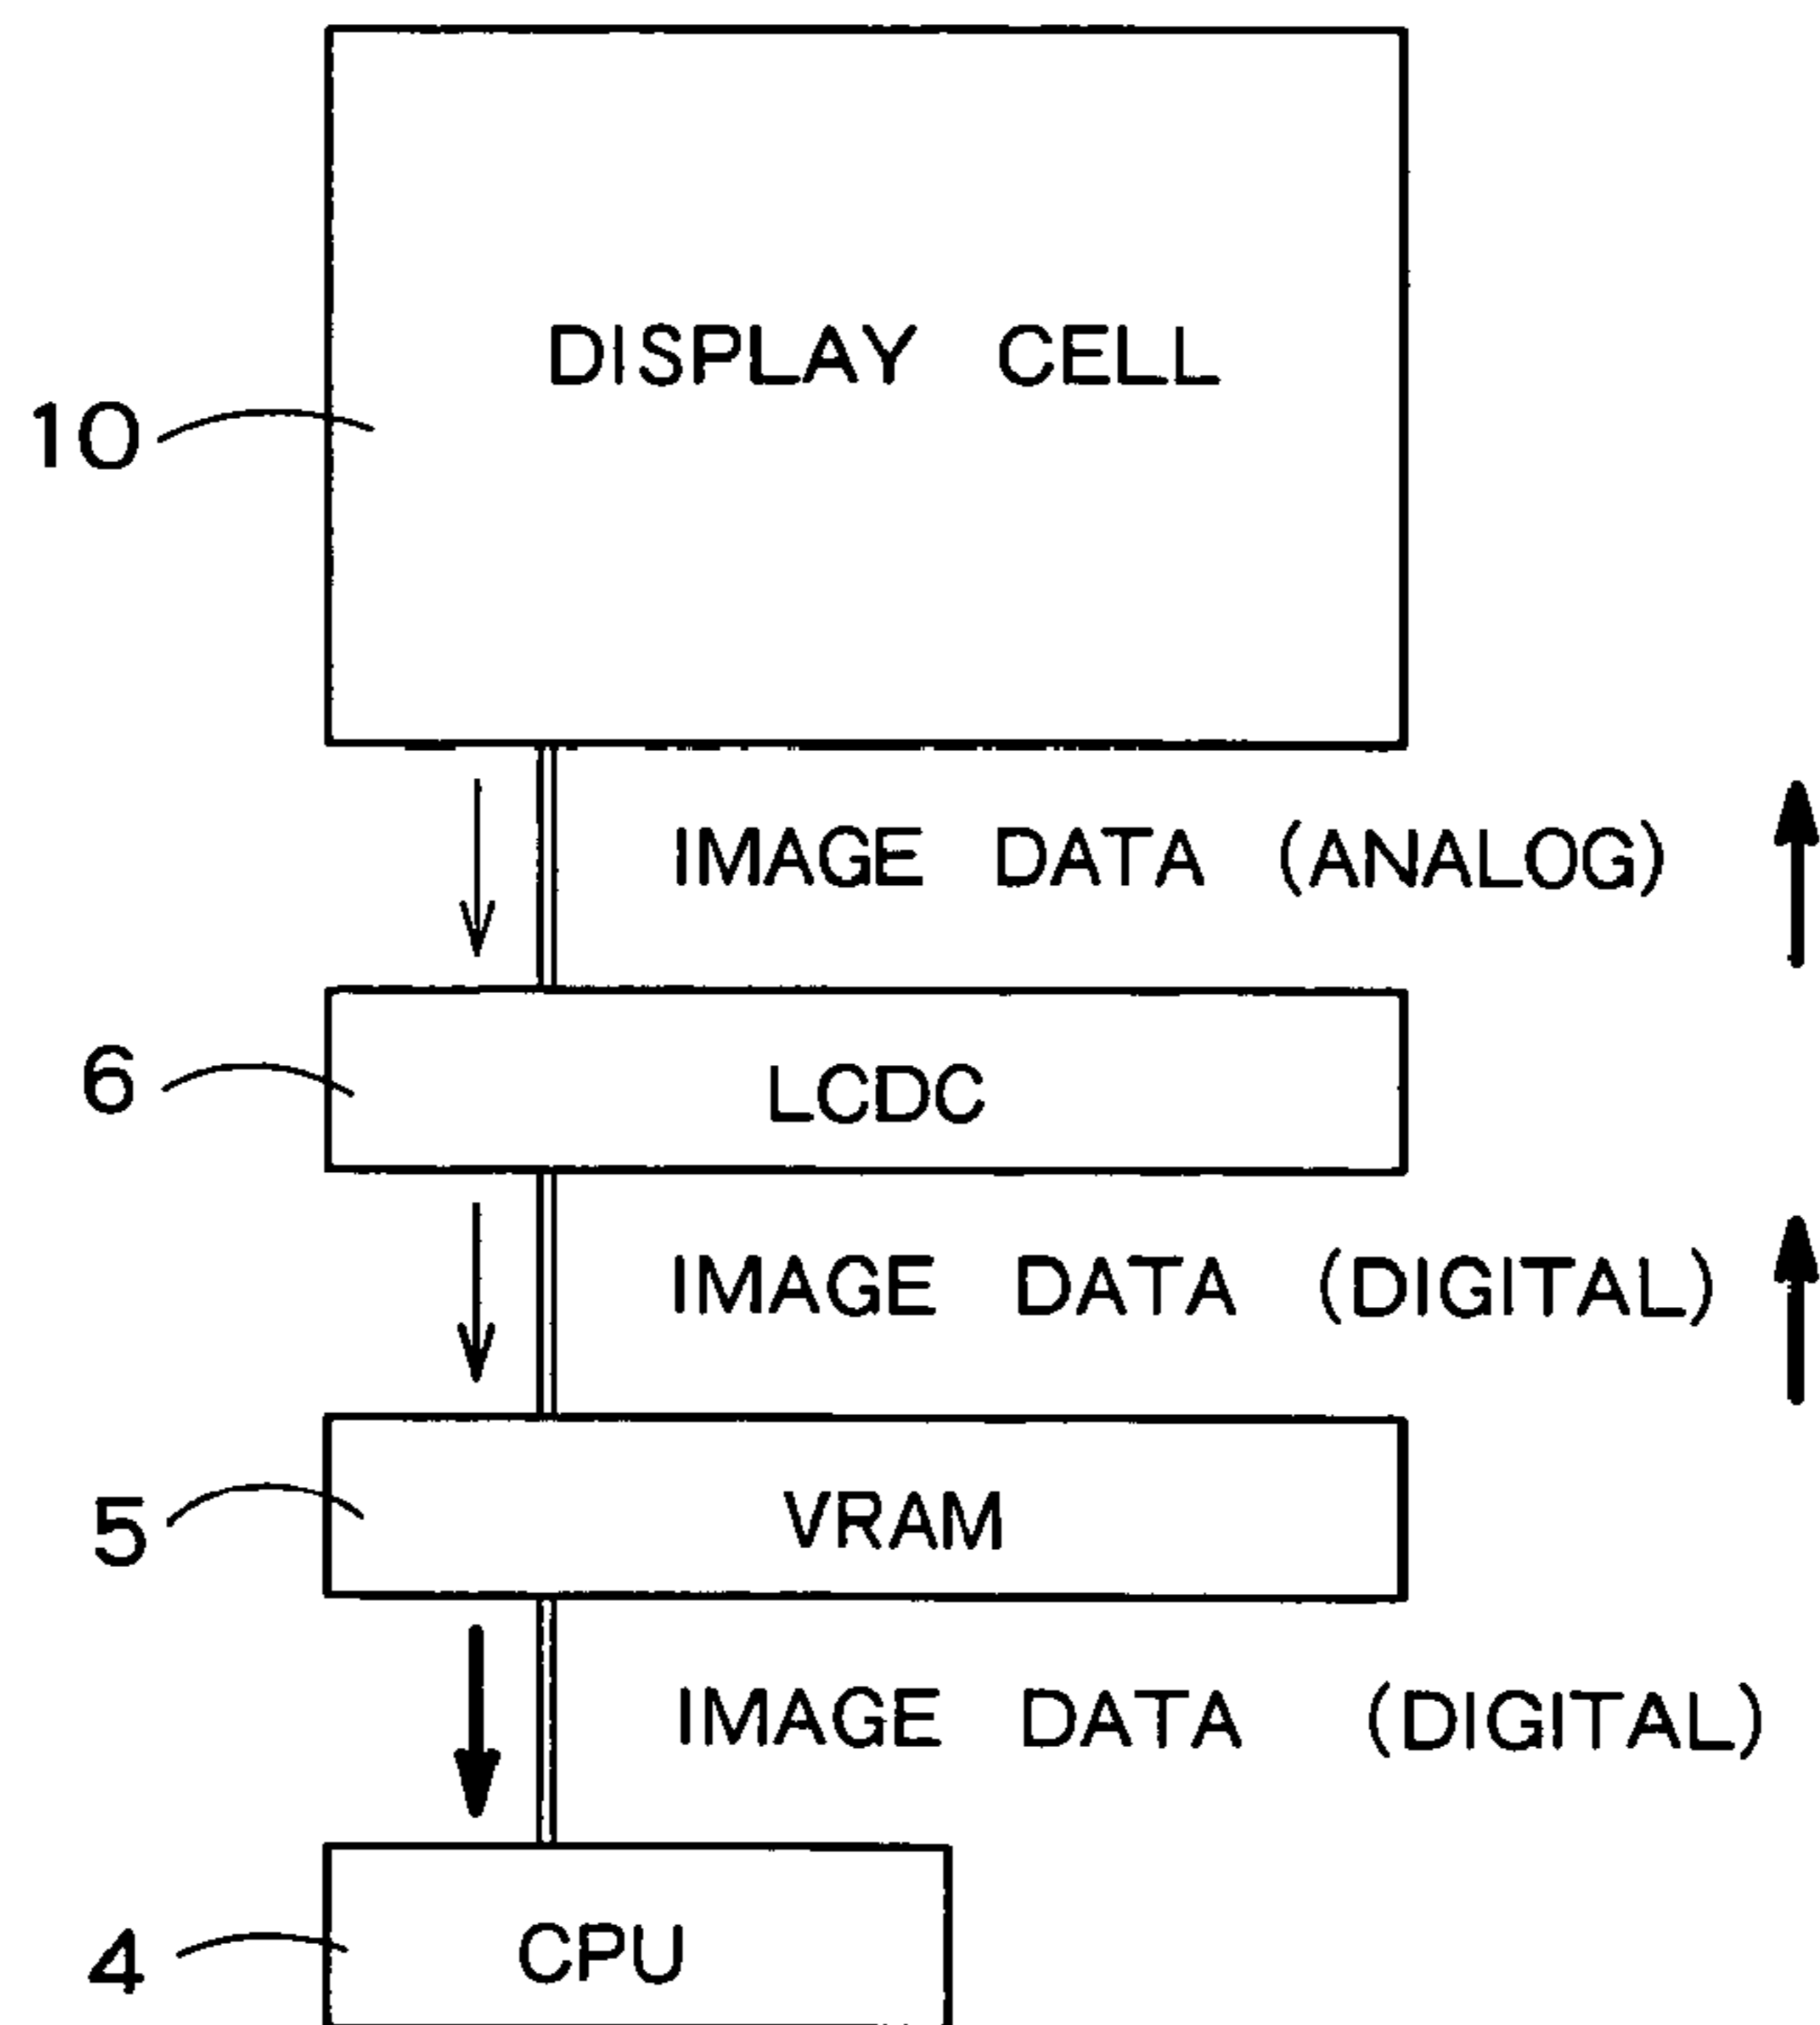 DISPLAY CELL
10
IMAGE DATA (ANALOG)
6
LCDC
IMAGE DATA (DIGITAL)
5
VRAM
IMAGE DATA (DIGITAL)
4
CPU